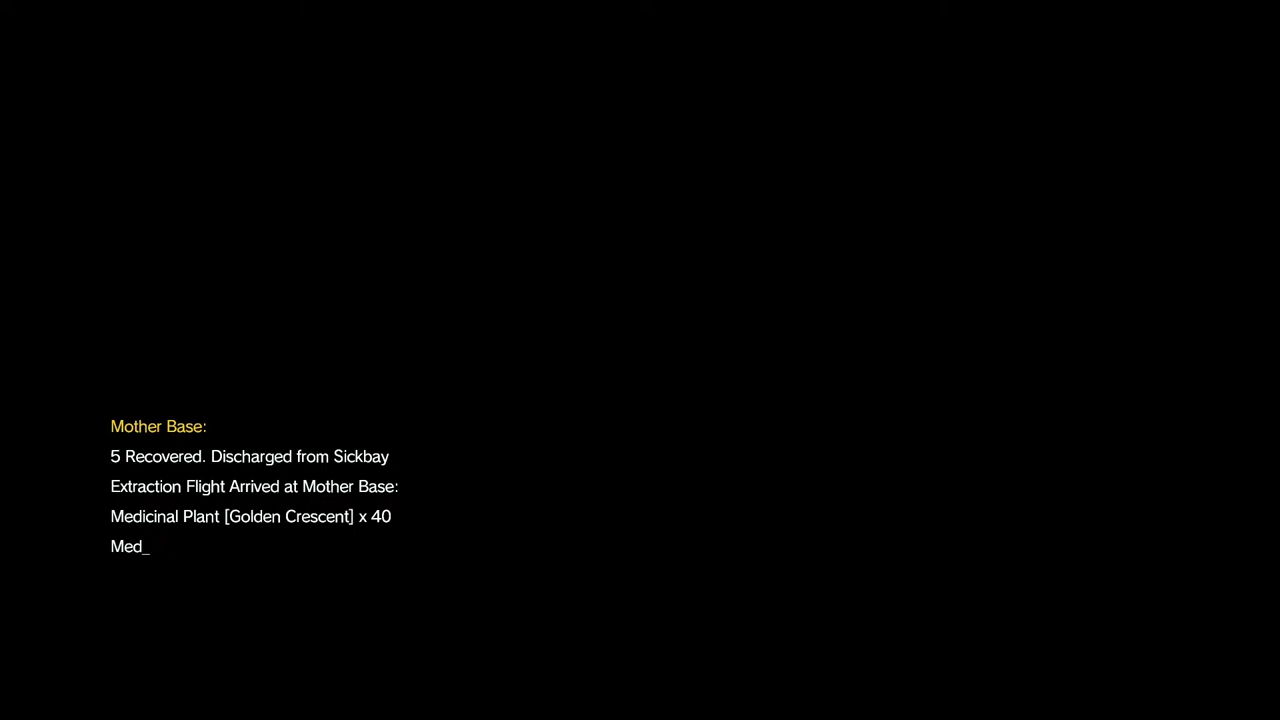 Mother Base:
5 Recovered. Discharged from Sickbay
Extraction Flight Arrived at Mother Base:
Medicinal Plant [Golden Crescent] x 40
Med_